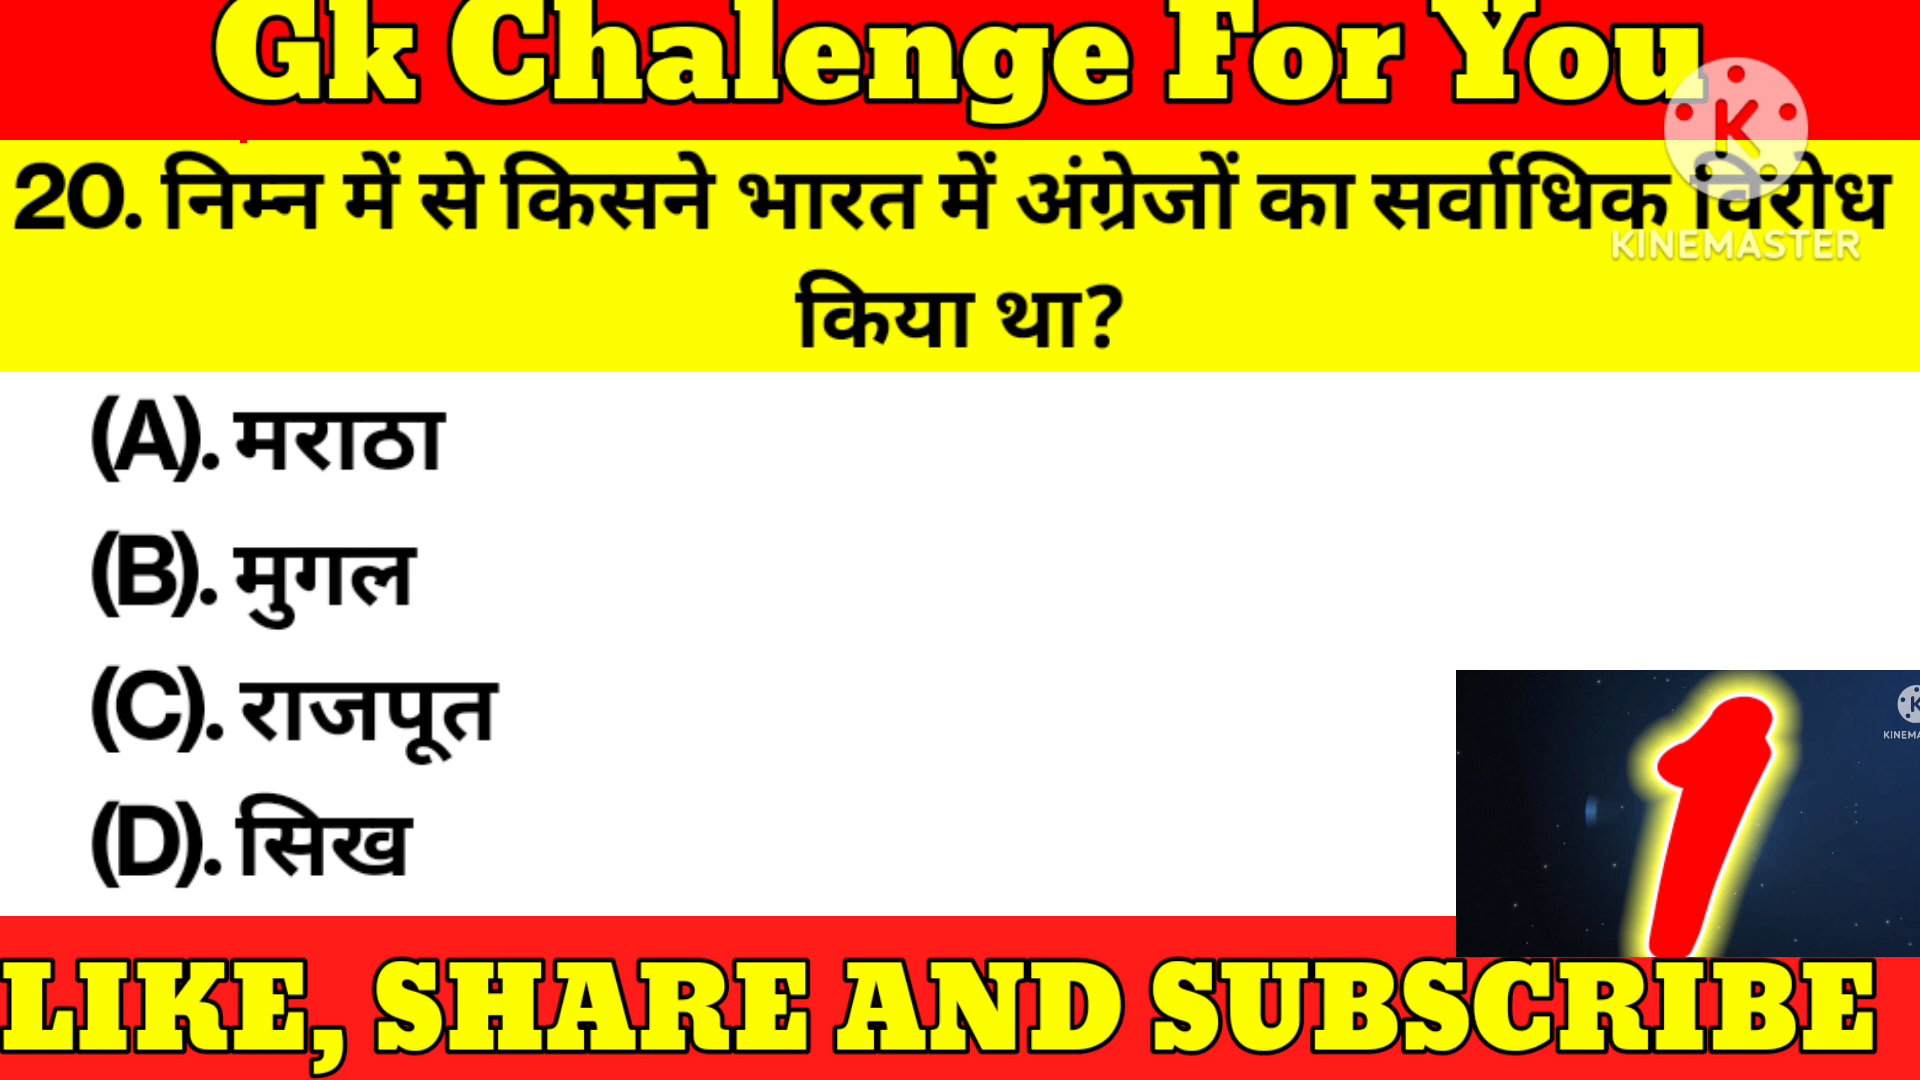 Gk Chalenge For You
20. निम्न में से किसने भारत में अंग्रेजों का सर्वाधिक विरोध
KINEMASTER
किया था?
(A). मराठा
(B). मुगल
(C). राजपूत
(D). सिख
1
LIKE, SHARE AND SUBSCRIBE